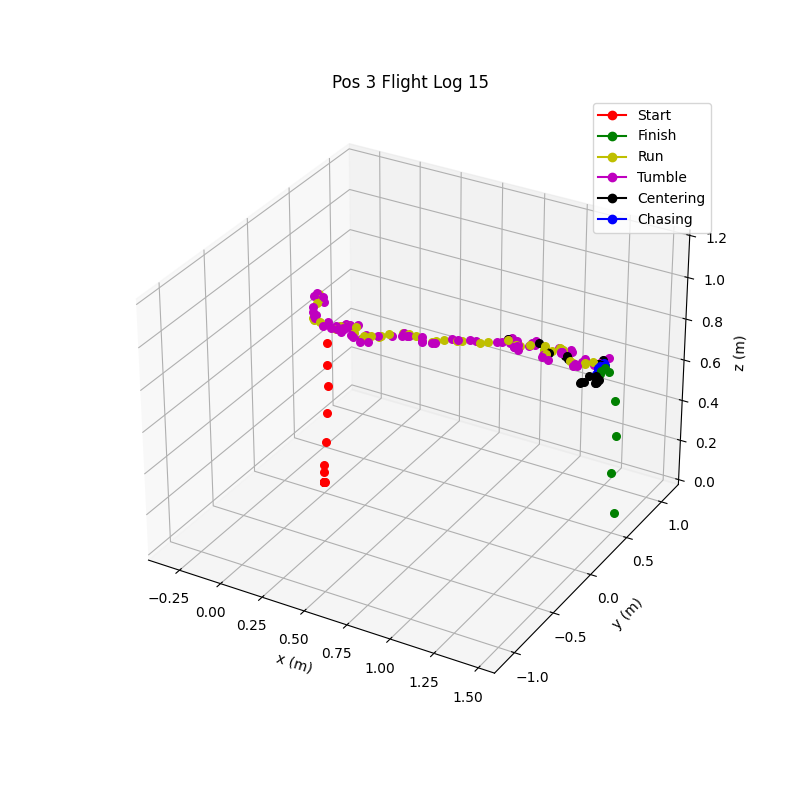 Pos 3 Flight Log 15
Start
Finish
Run
Tumble
Centering
Chasing
1.2
1.0
0.8
0.6
0.4
0.2
0.0
z (m)
1.0
0.5
0.0
−0.5
−1.0
y (m)
−0.25
0.00
0.25
0.50
0.75
1.00
1.25
1.50
x (m)